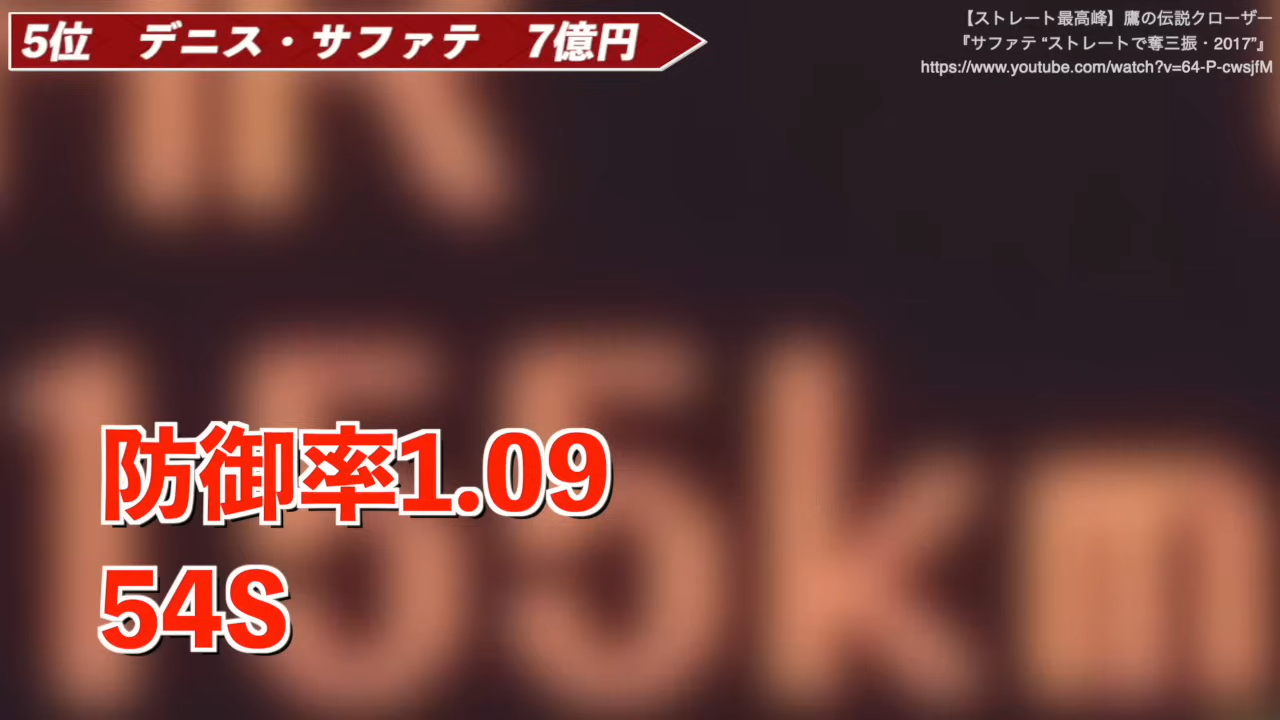 5位 デニス・サファテ 7億円
【ストレート最高峰】鷹の伝説クローザー
『サファテ “ストレートで奪三振・2017”』
https://www.youtube.com/watch?v=64-P-cwsjfM
155km
防御率1.09
54S